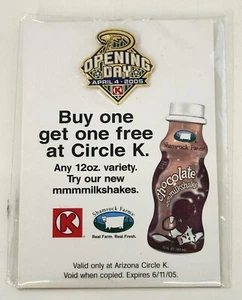 OPENING
DAY
APRIL 4 - 2005
K
Buy one
get one free
at Circle K.
Any 12oz. variety.
Try our new
mmmmilkshakes.
K
Shamrock Farms
Real Farm. Real Fresh.
Shamrock Farms
chocolate
mmmmilkshake
Valid only at Arizona Circle K.
Void when copied. Expires 6/11/05.